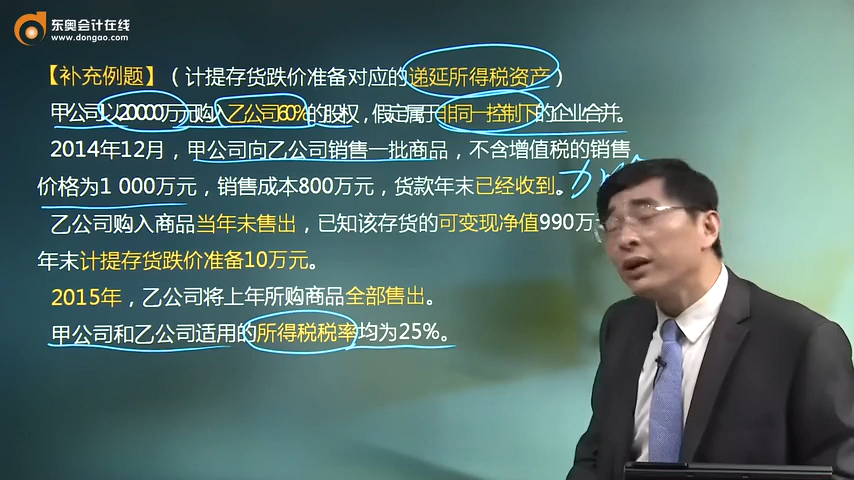 东奥会计在线
www.dongao.com
【补充例题】（计提存货跌价准备对应的递延所得税资产）
甲公司以20000万元购入乙公司60%的股权，假定属于非同一控制下的企业合并。
2014年12月，甲公司向乙公司销售一批商品，不含增值税的销售
价格为1 000万元，销售成本800万元，货款年末已经收到。
乙公司购入商品当年未售出，已知该存货的可变现净值990万
年末计提存货跌价准备10万元。
2015年，乙公司将上年所购商品全部售出。
甲公司和乙公司适用的所得税税率均为25%。